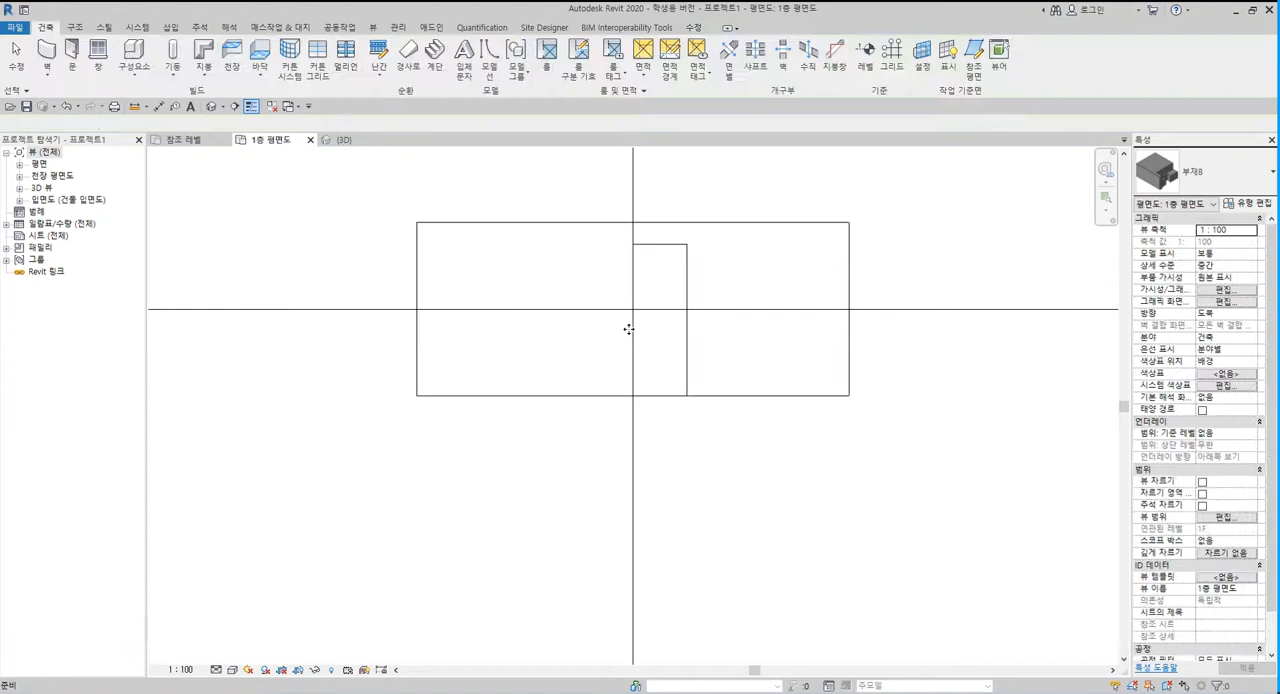 Autodesk Revit 2020 - 학생용 버전 - 프로젝트1 - 평면도: 1층 평면도
로그인
파일 건축 구조 스틸 시스템 삽입 주석 해석 매스작업 & 대지 공동작업 뷰 관리 애드인 Quantification Site Designer BIM Interoperability Tools 수정
수정 벽 문 창 구성요소 기둥 지붕 천장 바닥 커튼 시스템 커튼 그리드 멀리언 난간 경사로 계단 입체 문자 모델 선 모델 그룹 룸 룸 구분 기호 룸 태그 면적 면적 경계 면적 태그 면별 샤프트 벽 수직 지붕창 레벨 그리드 설정 표시 참조 평면 뷰어
선택 빌드 순환 모델 룸 및 면적 개구부 기준 작업 기준면
프로젝트 탐색기 - 프로젝트1
참조 레벨
1층 평면도
{3D}
특성
뷰 (전체)
평면
천장 평면도
3D 뷰
입면도 (건물 입면도)
범례
일람표/수량 (전체)
시트 (전체)
패밀리
그룹
Revit 링크
부재B
평면도: 1층 평면도
유형 편집
그래픽
뷰 축척 1 : 100
축척 값 1: 100
모델 표시 보통
상세 수준 중간
부품 가시성 원본 표시
가시성/그래... 편집...
그래픽 화면... 편집...
방향 도북
벽 결합 화면... 모든 벽 결합 ...
분야 건축
은선 표시 분야별
색상표 위치 배경
색상표 <없음>
시스템 색상표 편집...
기본 해석 화... 없음
태양 경로
언더레이
범위: 기준 레벨 없음
범위: 상단 레벨 무한
언더레이 방향 아래쪽 보기
범위
뷰 자르기
자르기 영역 ...
주석 자르기
뷰 범위 편집...
연관된 레벨 1F
스코프 박스 없음
깊게 자르기 자르기 없음
ID 데이터
뷰 템플릿 <없음>
뷰 이름 1층 평면도
의존성 독립적
시트의 제목
참조 시트
참조 상세
공정
특성 도움말
적용
1 : 100
준비
:0
주모델
:0